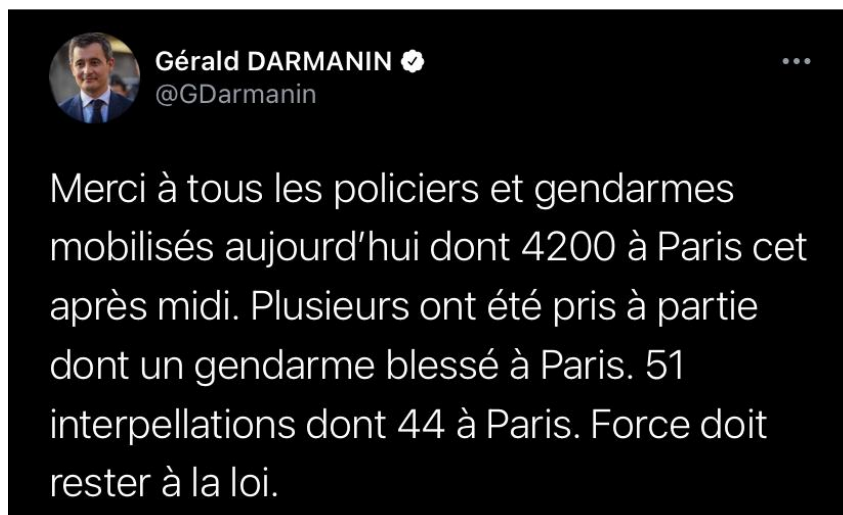 Gérald DARMANIN
@GDarmanin
Merci à tous les policiers et gendarmes
mobilisés aujourd’hui dont 4200 à Paris cet
après midi. Plusieurs ont été pris à partie
dont un gendarme blessé à Paris. 51
interpellations dont 44 à Paris. Force doit
rester à la loi.